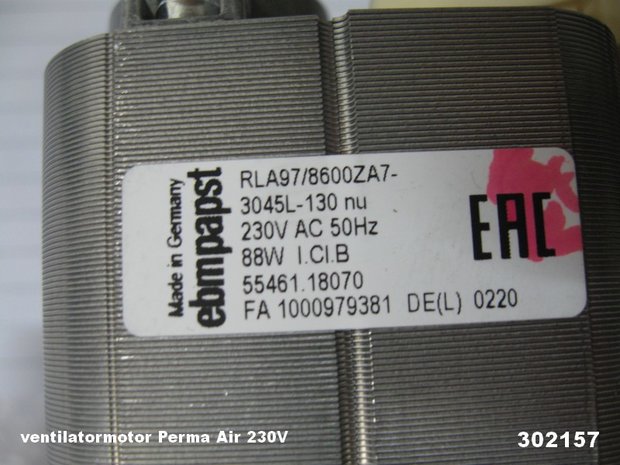 Made in Germany
ebmpapst
RLA97/8600ZA7-
3045L-130 nu
230V AC 50Hz
88W I.Cl.B
55461.18070
FA 1000979381 DE(L) 0220
EAC
ventilatormotor Perma Air 230V
302157